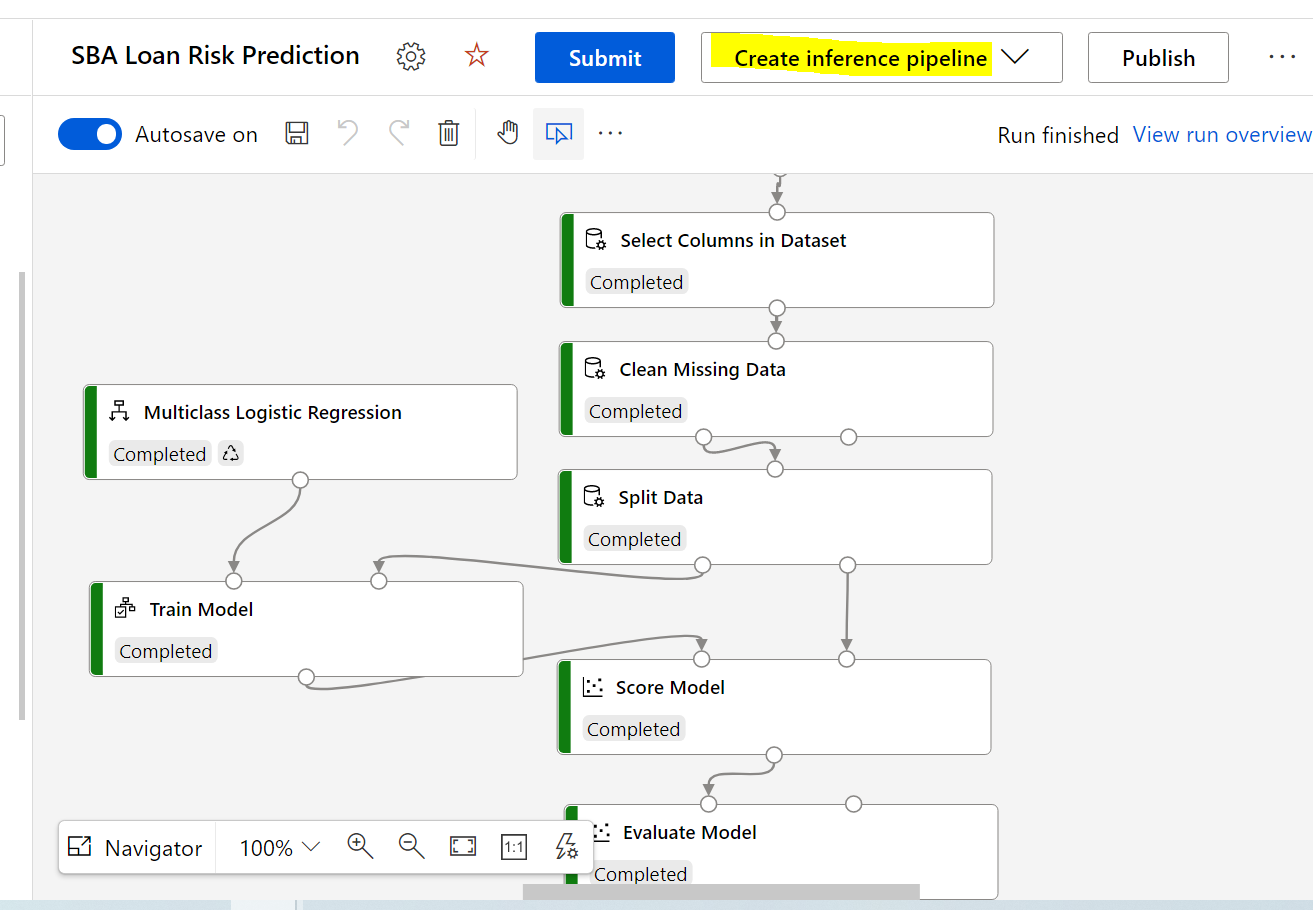 SBA Loan Risk Prediction
Submit
Create inference pipeline
Publish
Autosave on
Run finished View run overview
Select Columns in Dataset
Completed
Clean Missing Data
Completed
Multiclass Logistic Regression
Completed
Split Data
Completed
Train Model
Completed
Score Model
Completed
Evaluate Model
Completed
Navigator
100%
1:1